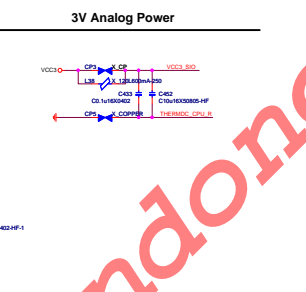 3V Analog Power
VCC3
CP3
X_CP
VCC3_SIO
L38
X_120L600mA-250
C433
C452
C0.1u16X0402
C10u16X50805-HF
CP5
X_COPPER
THERMDC_CPU_R
402-HF-1
ndon